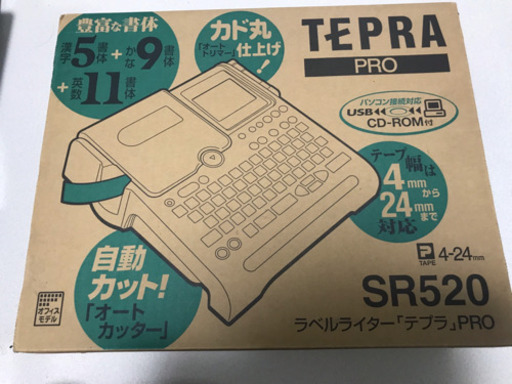 豊富な書体
漢字5書体+かな9書体
+英数11書体
カド丸
「オートトリマー」仕上げ!
TEPRA
PRO
パソコン接続対応
USB
CD-ROM付
テープ幅は
4mmから
24mmまで
対応
自動
カット!
「オート
カッター」
P TAPE 4-24mm
SR520
ラベルライター「テプラ」PRO
オフィス
モデル